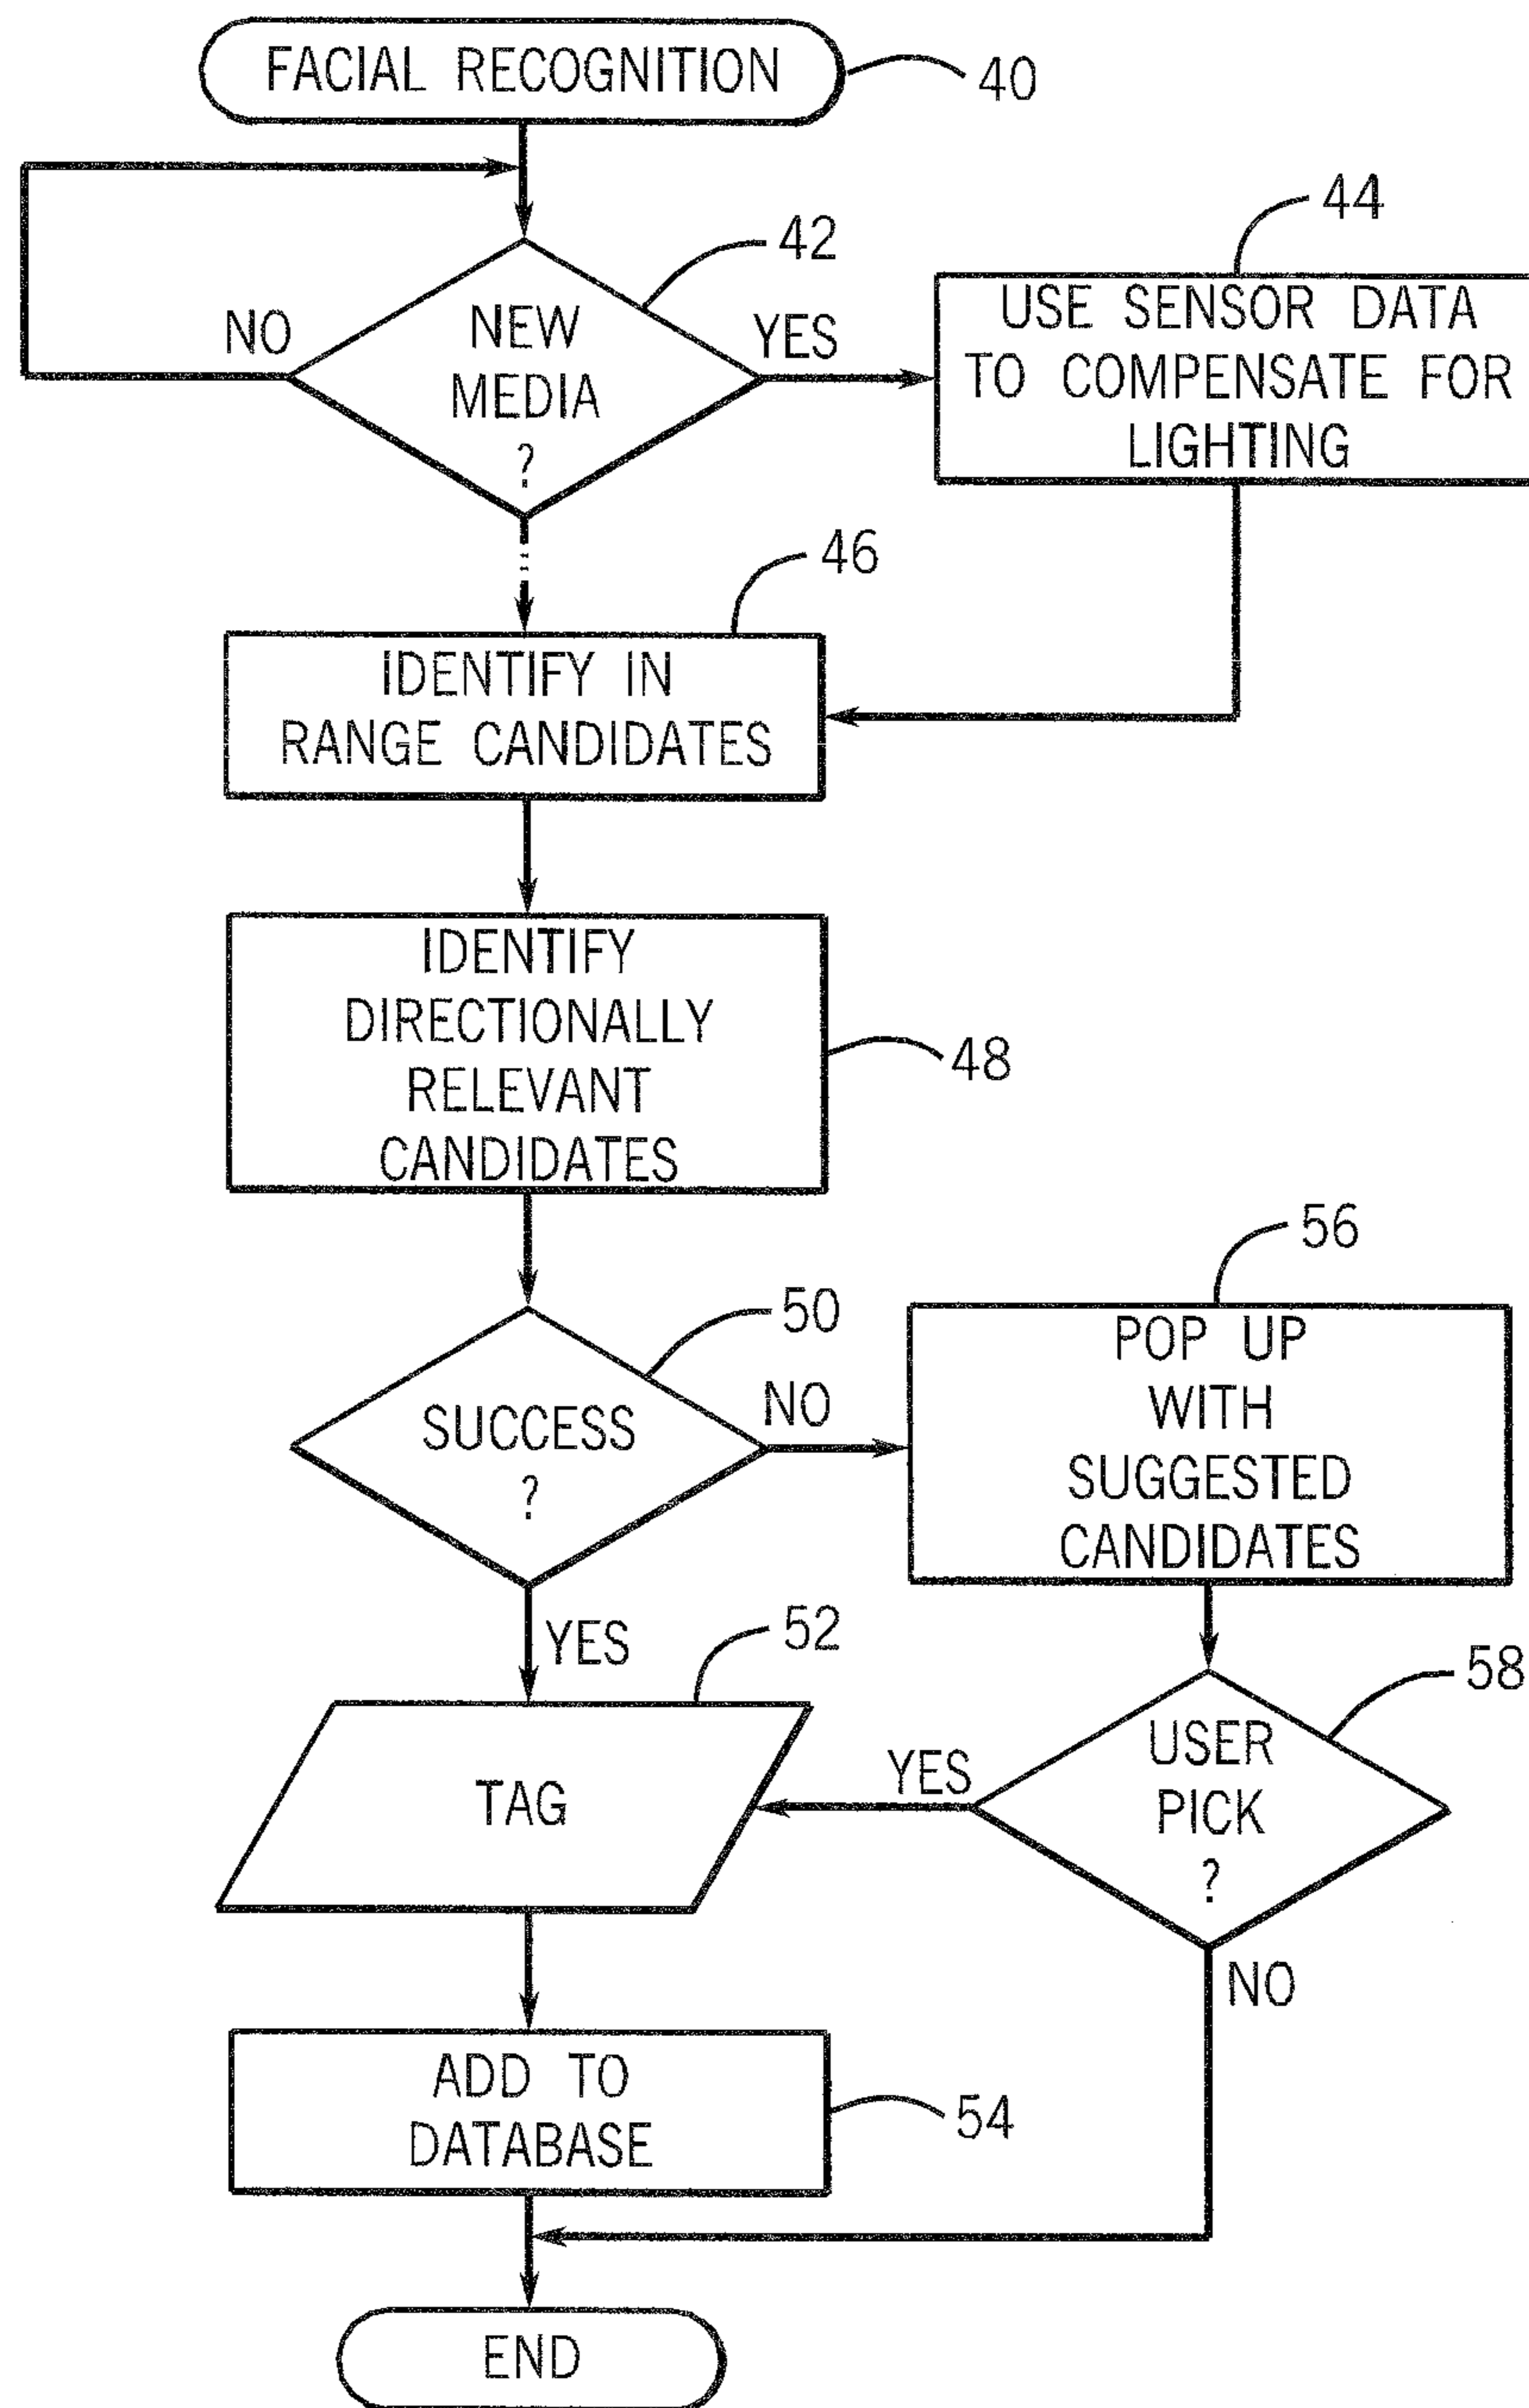 FACIAL RECOGNITION
40
42
44
NEW
MEDIA
?
NO
YES
USE SENSOR DATA
TO COMPENSATE FOR
LIGHTING
46
IDENTIFY IN
RANGE CANDIDATES
IDENTIFY
DIRECTIONALLY
RELEVANT
CANDIDATES
48
50
SUCCESS
?
NO
YES
56
POP UP
WITH
SUGGESTED
CANDIDATES
52
TAG
58
USER
PICK
?
YES
NO
ADD TO
DATABASE
54
END